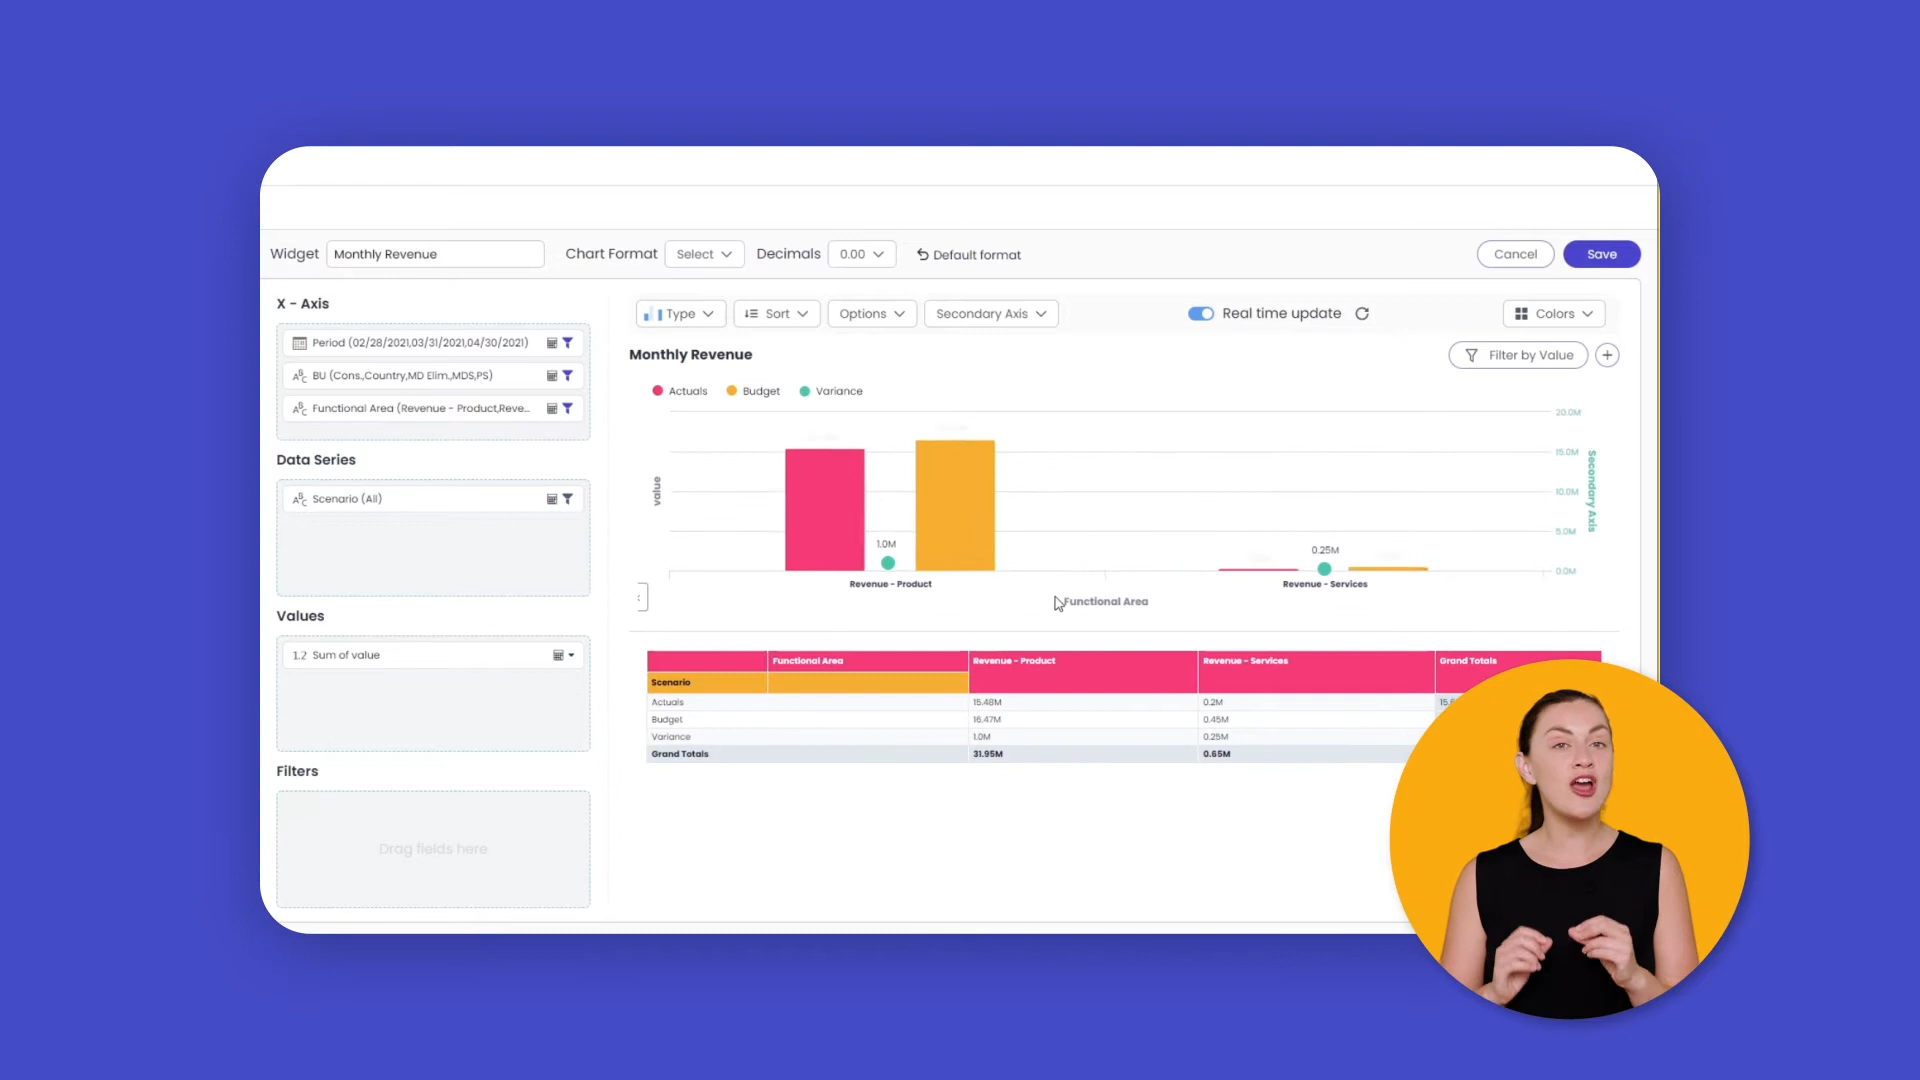 Widget Monthly Revenue Chart Format Select Decimals 0.00 Default format Cancel Save
X - Axis
Period (02/28/2021,03/31/2021,04/30/2021)
BU (Cons.,Country,MD Elim.,MDS,PS)
Functional Area (Revenue - Product,Reve...
Data Series
Scenario (All)
Values
1.2 Sum of value
Filters
Drag fields here
Type Sort Options Secondary Axis Real time update Colors
Monthly Revenue Filter by Value
Actuals Budget Variance
20.0M
15.0M
10.0M
5.0M
0.0M
value
Secondary Axis
1.0M
0.25M
Revenue - Product Revenue - Services
Functional Area
Functional Area Revenue - Product Revenue - Services Grand Totals
Scenario
Actuals 15.48M 0.2M
Budget 16.47M 0.45M
Variance 1.0M 0.25M
Grand Totals 31.95M 0.65M